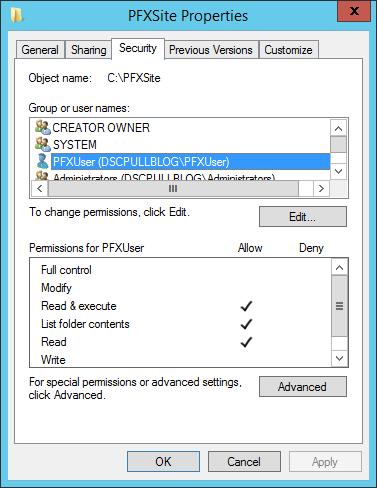 PFXSite Properties
x
General Sharing Security Previous Versions Customize
Object name: C:\PFXSite
Group or user names:
CREATOR OWNER
SYSTEM
PFXUser (DSCPULLBLOG\PFXUser)
Administrators (DSCPULLBLOG\Administrators)
To change permissions, click Edit.
Edit...
Permissions for PFXUser Allow Deny
Full control
Modify
Read & execute
List folder contents
Read
Write
For special permissions or advanced settings,
click Advanced.
Advanced
OK Cancel Apply